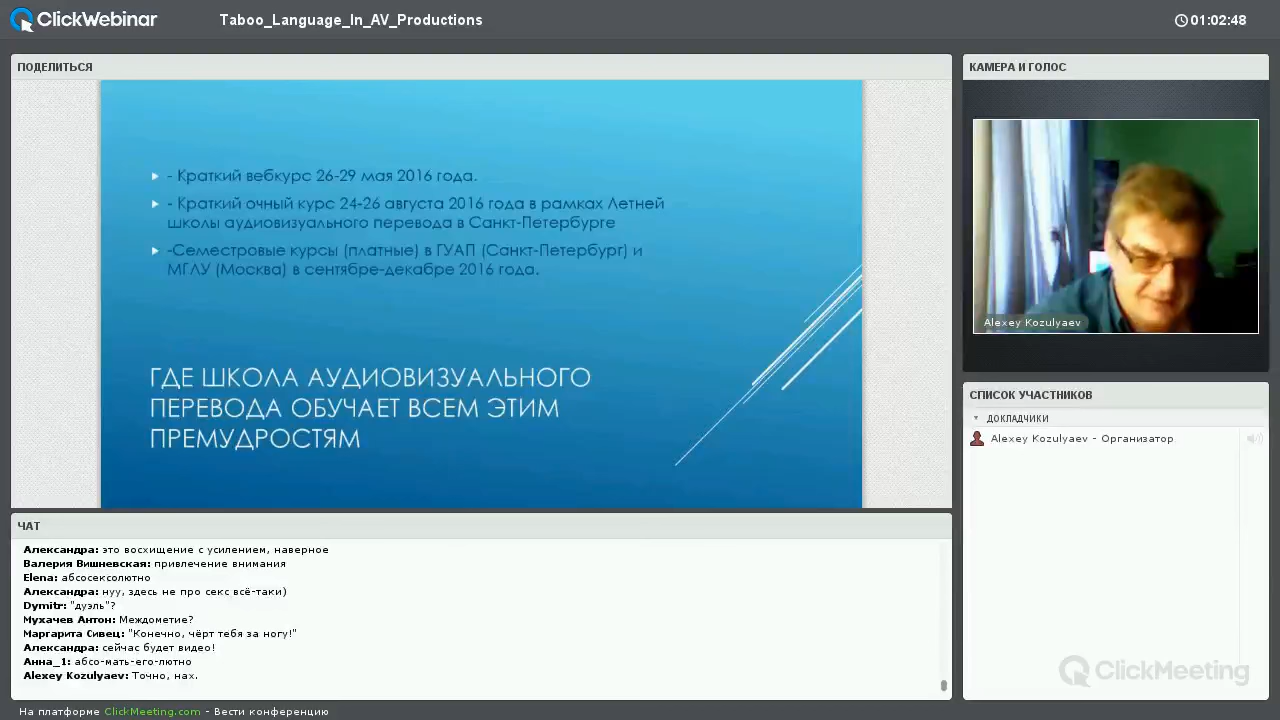 ClickWebinar
Taboo_Language_In_AV_Productions
01:02:48
ПОДЕЛИТЬСЯ
- Краткий вебкурс 26-29 мая 2016 года.
- Краткий очный курс 24-26 августа 2016 года в рамках Летней
школы аудиовизуального перевода в Санкт-Петербурге
-Семестровые курсы (платные) в ГУАП (Санкт-Петербург) и
МГЛУ (Москва) в сентябре-декабре 2016 года.
ГДЕ ШКОЛА АУДИОВИЗУАЛЬНОГО
ПЕРЕВОДА ОБУЧАЕТ ВСЕМ ЭТИМ
ПРЕМУДРОСТЯМ
КАМЕРА И ГОЛОС
Alexey Kozulyaev
СПИСОК УЧАСТНИКОВ
ДОКЛАДЧИКИ
Alexey Kozulyaev - Организатор
ЧАТ
Александра: это восхищение с усилением, наверное
Валерия Вишневская: привлечение внимания
Elena: абсосексолютно
Александра: нуу, здесь не про секс всё-таки)
Dymitr: "дуэль"?
Мухачев Антон: Междометие?
Маргарита Сивец: "Конечно, чёрт тебя за ногу!"
Александра: сейчас будет видео!
Анна_1: абсо-мать-его-лютно
Alexey Kozulyaev: Точно, нах.
ClickMeeting
На платформе ClickMeeting.com - Вести конференцию